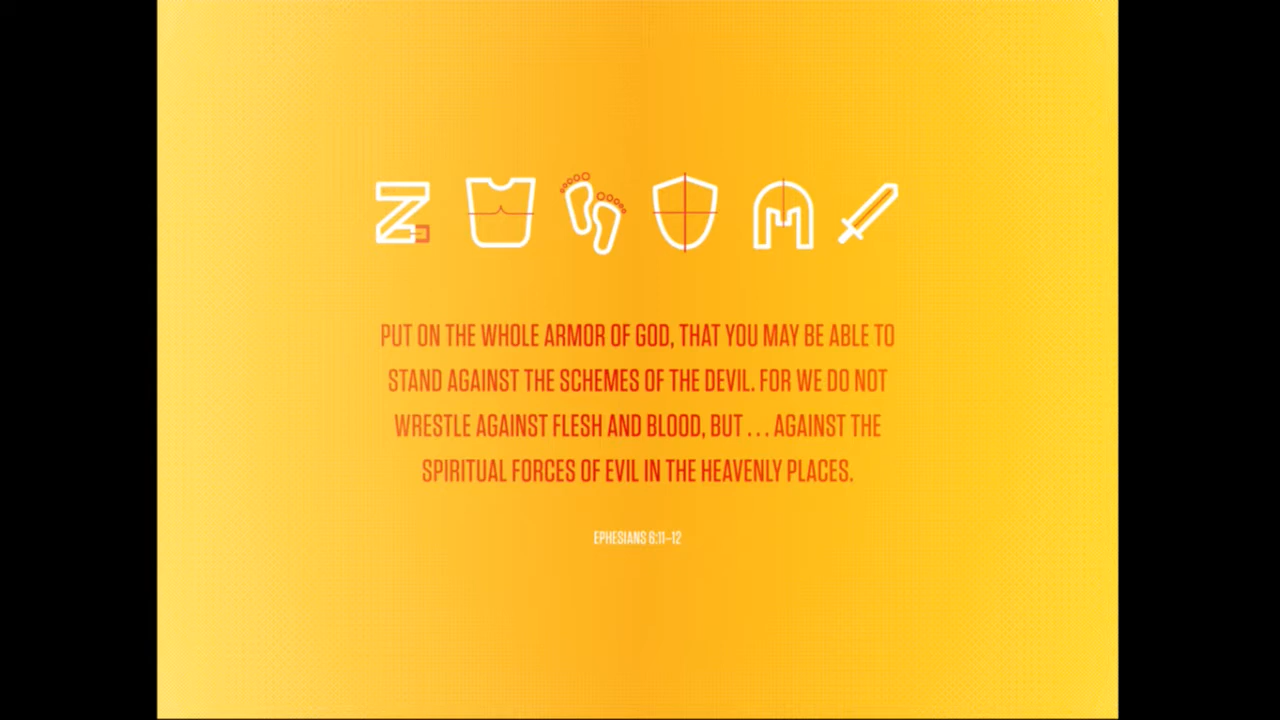 PUT ON THE WHOLE ARMOR OF GOD, THAT YOU MAY BE ABLE TO
STAND AGAINST THE SCHEMES OF THE DEVIL. FOR WE DO NOT
WRESTLE AGAINST FLESH AND BLOOD, BUT . . . AGAINST THE
SPIRITUAL FORCES OF EVIL IN THE HEAVENLY PLACES.
EPHESIANS 6:11–12